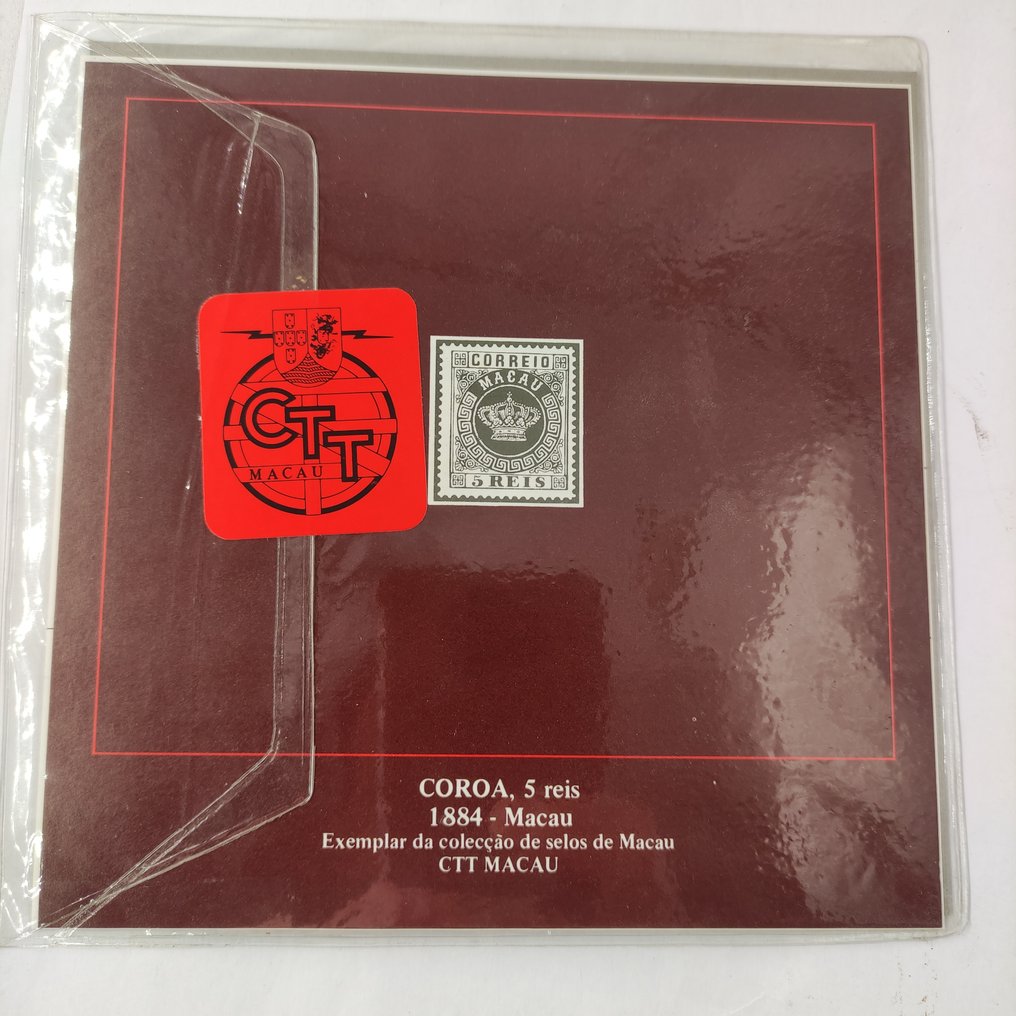 CTT
MACAU
CORREIO
MACAU
5 REIS
COROA, 5 reis
1884 - Macau
Exemplar da colecção de selos de Macau
CTT MACAU